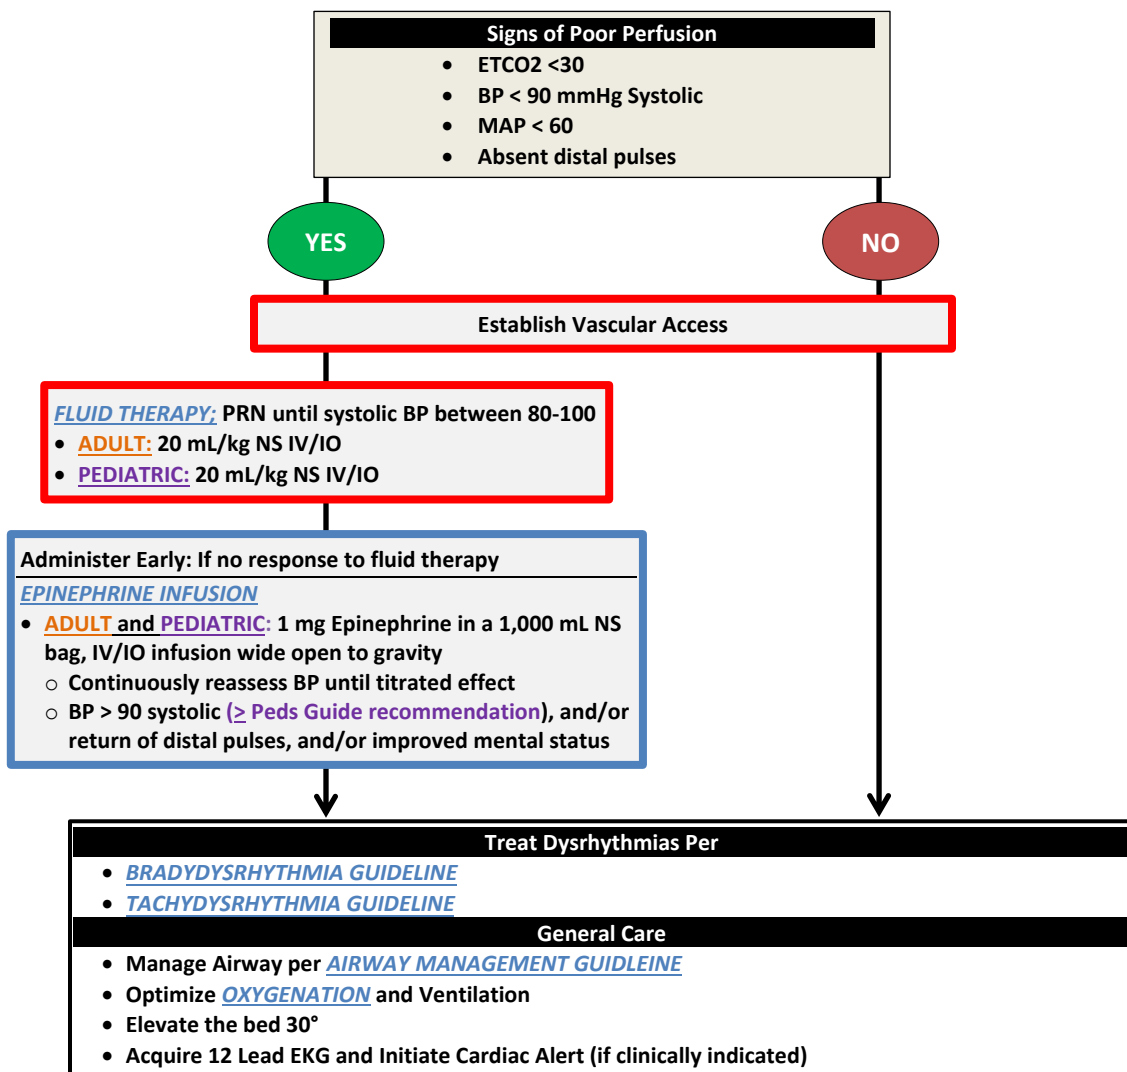 Signs of Poor Perfusion
• ETCO2 <30
• BP < 90 mmHg Systolic
• MAP < 60
• Absent distal pulses
YES
NO
Establish Vascular Access
FLUID THERAPY; PRN until systolic BP between 80-100
• ADULT: 20 mL/kg NS IV/IO
• PEDIATRIC: 20 mL/kg NS IV/IO
Administer Early: If no response to fluid therapy
EPINEPHRINE INFUSION
• ADULT and PEDIATRIC: 1 mg Epinephrine in a 1,000 mL NS
bag, IV/IO infusion wide open to gravity
o Continuously reassess BP until titrated effect
o BP > 90 systolic (≥ Peds Guide recommendation), and/or
return of distal pulses, and/or improved mental status
Treat Dysrhythmias Per
• BRADYDYSRHYTHMIA GUIDELINE
• TACHYDYSRHYTHMIA GUIDELINE
General Care
• Manage Airway per AIRWAY MANAGEMENT GUIDLEINE
• Optimize OXYGENATION and Ventilation
• Elevate the bed 30°
• Acquire 12 Lead EKG and Initiate Cardiac Alert (if clinically indicated)